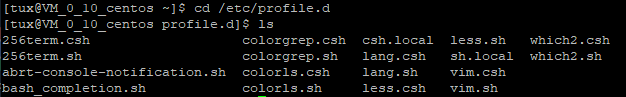 [tux@VM_0_10_centos ~]$ cd /etc/profile.d
[tux@VM_0_10_centos profile.d]$ ls
256term.csh colorgrep.csh csh.local less.sh which2.csh
256term.sh colorgrep.sh lang.csh sh.local which2.sh
abrt-console-notification.sh colorls.csh lang.sh vim.csh
bash_completion.sh colorls.sh less.csh vim.sh